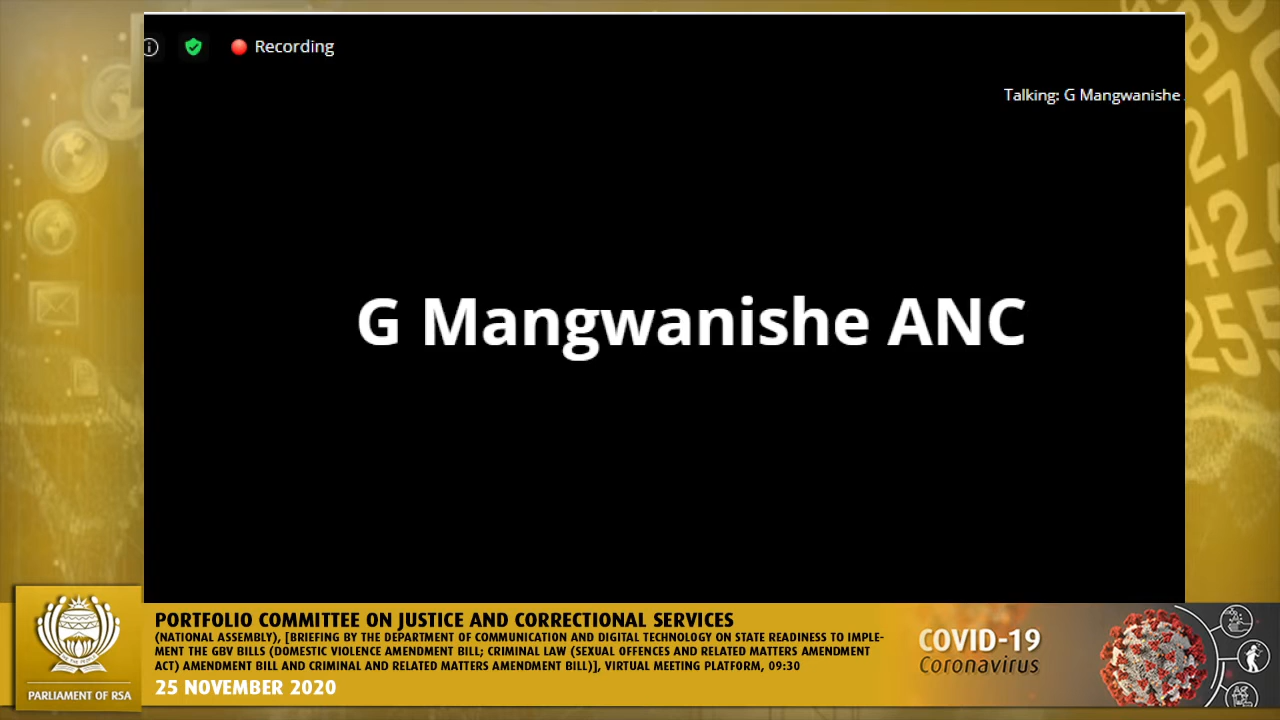 Recording
Talking: G Mangwanishe
G Mangwanishe ANC
PORTFOLIO COMMITTEE ON JUSTICE AND CORRECTIONAL SERVICES
(NATIONAL ASSEMBLY), [BRIEFING BY THE DEPARTMENT OF COMMUNICATION AND DIGITAL TECHNOLOGY ON STATE READINESS TO IMPLE-
MENT THE GBV BILLS (DOMESTIC VIOLENCE AMENDMENT BILL; CRIMINAL LAW (SEXUAL OFFENCES AND RELATED MATTERS AMENDMENT
ACT) AMENDMENT BILL AND CRIMINAL AND RELATED MATTERS AMENDMENT BILL)], VIRTUAL MEETING PLATFORM, 09:30
25 NOVEMBER 2020
PARLIAMENT OF RSA
COVID-19
Coronavirus
27
42
255